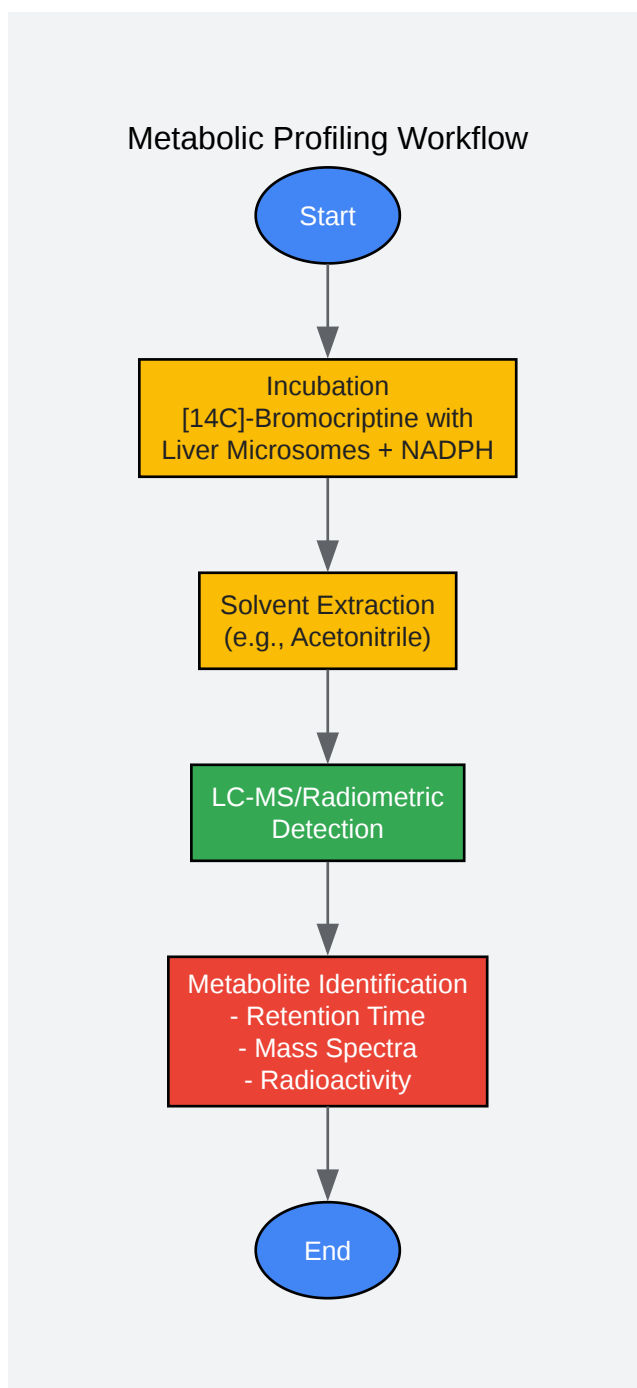 Metabolic Profiling Workflow
Start
Incubation
[14C]-Bromocriptine with
Liver Microsomes + NADPH
Solvent Extraction
(e.g., Acetonitrile)
LC-MS/Radiometric
Detection
Metabolite Identification
- Retention Time
- Mass Spectra
- Radioactivity
End